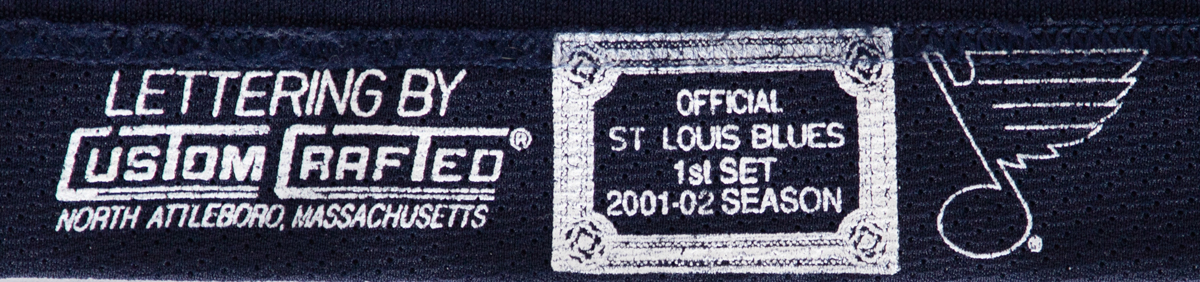 LETTERING BY
CUSTOM CRAFTED®
NORTH ATTLEBORO, MASSACHUSETTS
OFFICIAL
ST LOUIS BLUES
1st SET
2001-02 SEASON
®